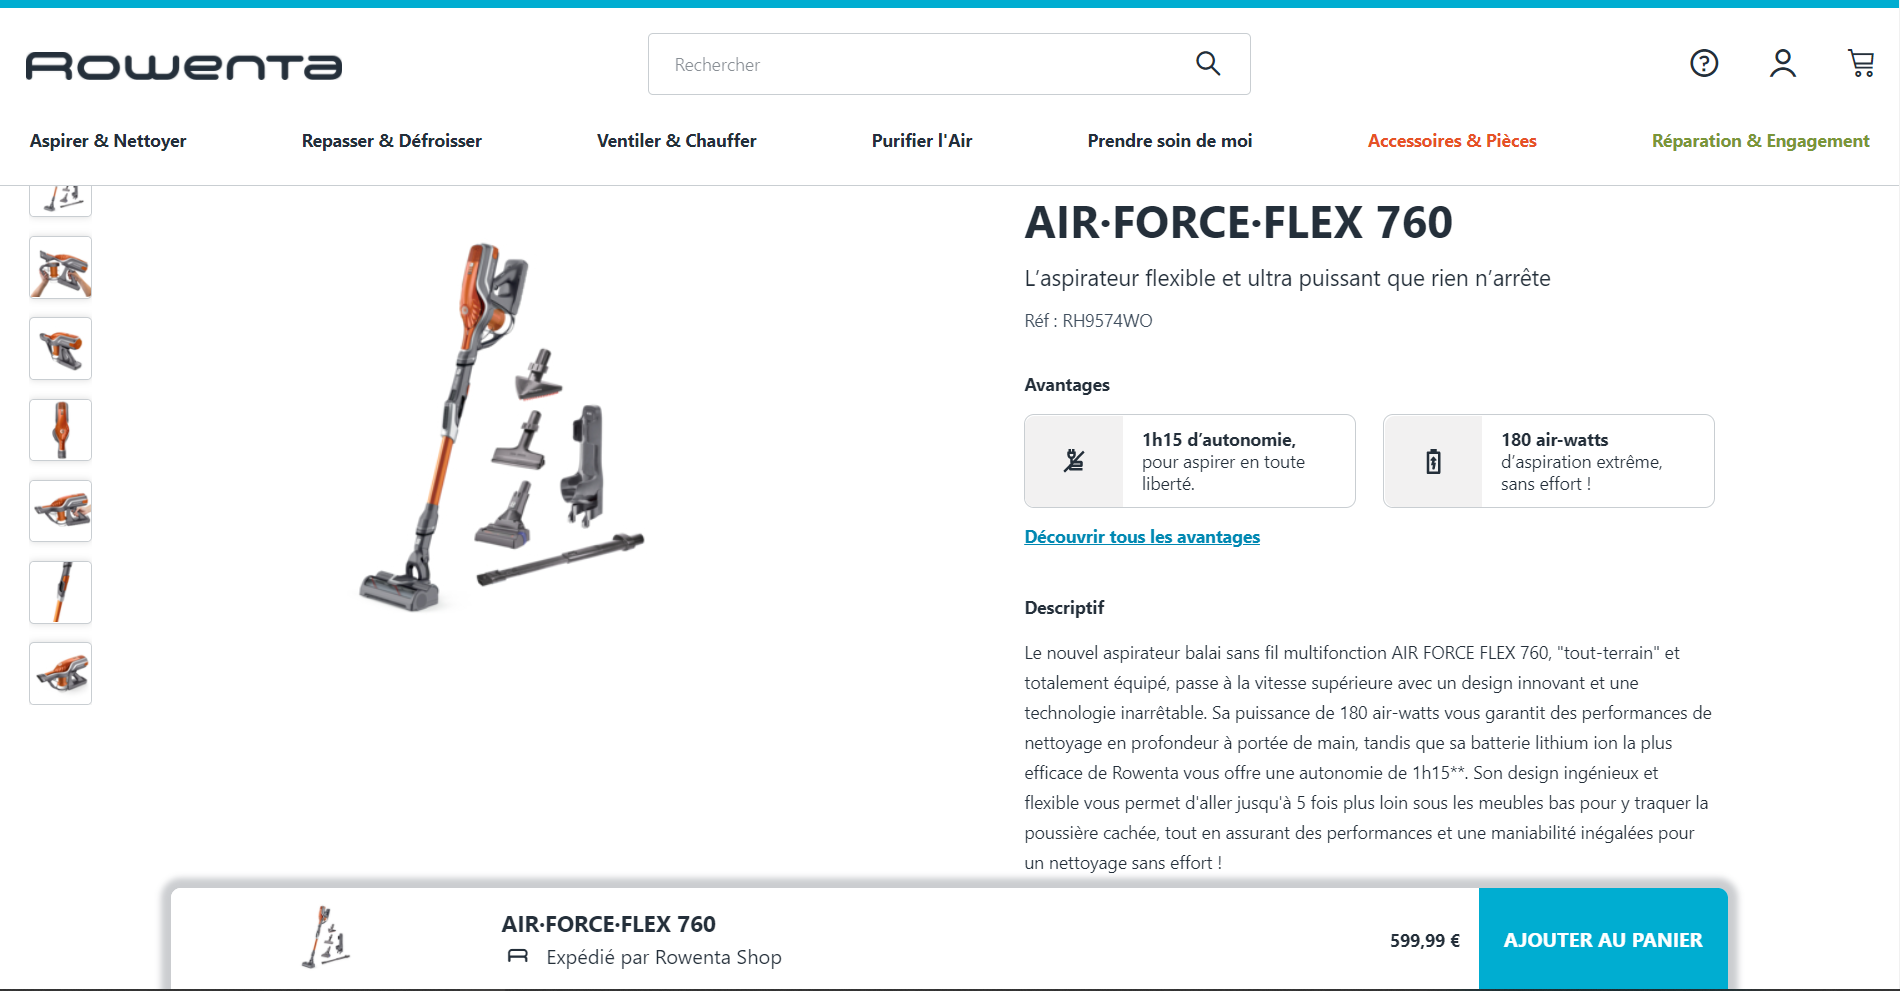 Rowenta
Rechercher
Aspirer & Nettoyer
Repasser & Défroisser
Ventiler & Chauffer
Purifier l'Air
Prendre soin de moi
Accessoires & Pièces
Réparation & Engagement
AIR·FORCE·FLEX 760
L’aspirateur flexible et ultra puissant que rien n’arrête
Réf : RH9574WO
Avantages
1h15 d’autonomie,
pour aspirer en toute
liberté.
180 air-watts
d’aspiration extrême,
sans effort !
Découvrir tous les avantages
Descriptif
Le nouvel aspirateur balai sans fil multifonction AIR FORCE FLEX 760, "tout-terrain" et
totalement équipé, passe à la vitesse supérieure avec un design innovant et une
technologie inarrêtable. Sa puissance de 180 air-watts vous garantit des performances de
nettoyage en profondeur à portée de main, tandis que sa batterie lithium ion la plus
efficace de Rowenta vous offre une autonomie de 1h15**. Son design ingénieux et
flexible vous permet d'aller jusqu'à 5 fois plus loin sous les meubles bas pour y traquer la
poussière cachée, tout en assurant des performances et une maniabilité inégalées pour
un nettoyage sans effort !
AIR·FORCE·FLEX 760
Expédié par Rowenta Shop
599,99 €
AJOUTER AU PANIER